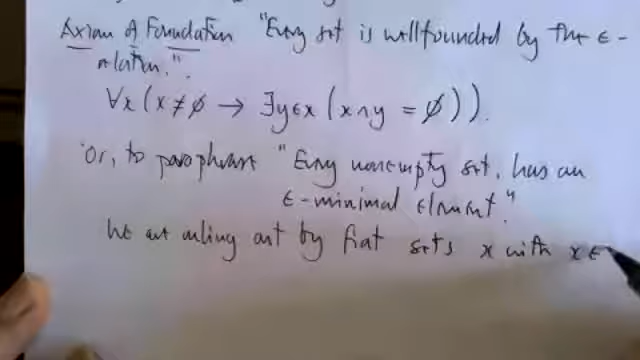 Axiom of Foundation "Every set is wellfounded by the ∈-
relation."
∀x(x≠∅ → ∃y∈x (x∩y = ∅)).
Or, to paraphrase "Every nonempty set, has an
∈-minimal element."
We are ruling out by fiat sets x with x∈